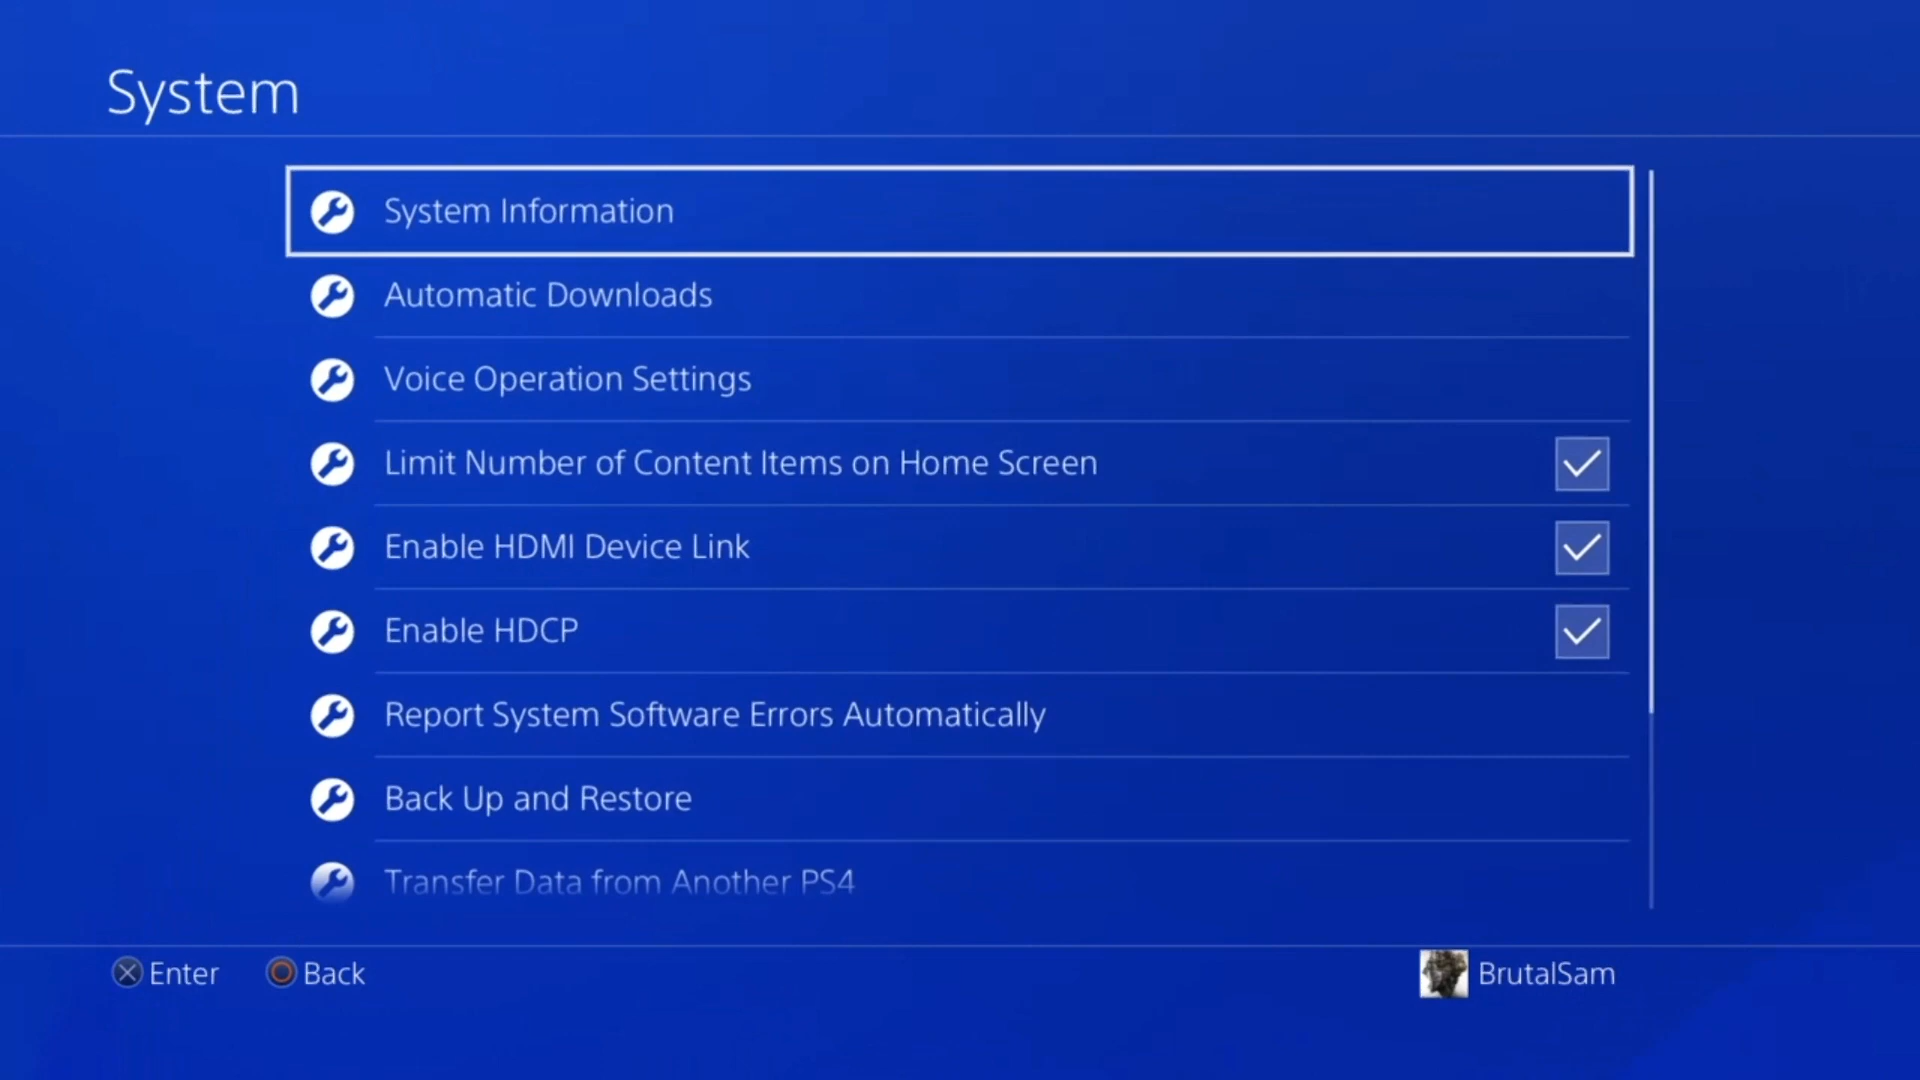 System
System Information
Automatic Downloads
Voice Operation Settings
Limit Number of Content Items on Home Screen
Enable HDMI Device Link
Enable HDCP
Report System Software Errors Automatically
Back Up and Restore
Transfer Data from Another PS4
Enter Back BrutalSam